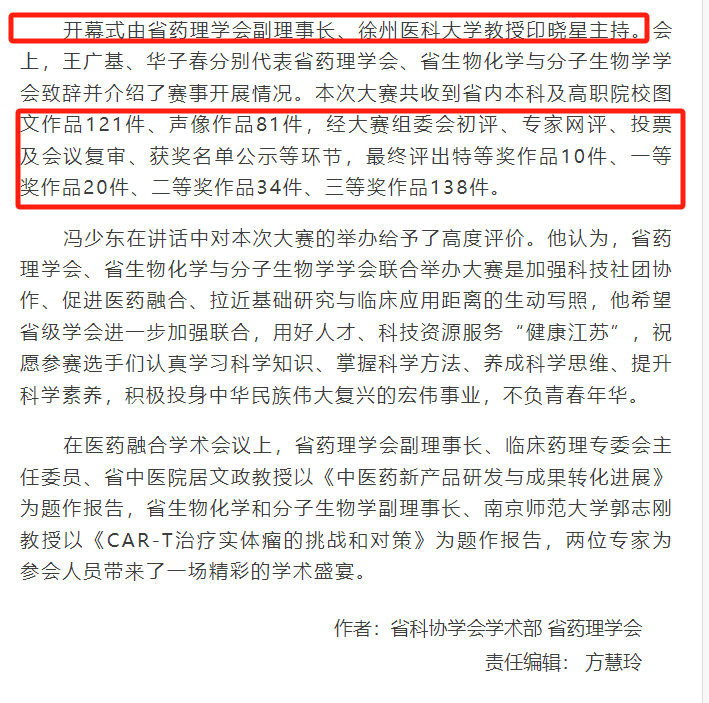 开幕式由省药理学会副理事长、徐州医科大学教授印晓星主持。会
上，王广基、华子春分别代表省药理学会、省生物化学与分子生物学学
会致辞并介绍了赛事开展情况。本次大赛共收到省内本科及高职院校图
文作品121件、声像作品81件，经大赛组委会初评、专家网评、投票
及会议复审、获奖名单公示等环节，最终评出特等奖作品10件、一等
奖作品20件、二等奖作品34件、三等奖作品138件。
冯少东在讲话中对本次大赛的举办给予了高度评价。他认为，省药
理学会、省生物化学与分子生物学学会联合举办大赛是加强科技社团协
作、促进医药融合、拉近基础研究与临床应用距离的生动写照，他希望
省级学会进一步加强联合，用好人才、科技资源服务“健康江苏”，祝
愿参赛选手们认真学习科学知识、掌握科学方法、养成科学思维、提升
科学素养，积极投身中华民族伟大复兴的宏伟事业，不负青春年华。
在医药融合学术会议上，省药理学会副理事长、临床药理专委会主
任委员、省中医院居文政教授以《中医药新产品研发与成果转化进展》
为题作报告，省生物化学和分子生物学副理事长、南京师范大学郭志刚
教授以《CAR-T治疗实体瘤的挑战和对策》为题作报告，两位专家为
参会人员带来了一场精彩的学术盛宴。
作者：省科协学会学术部 省药理学会
责任编辑： 方慧玲